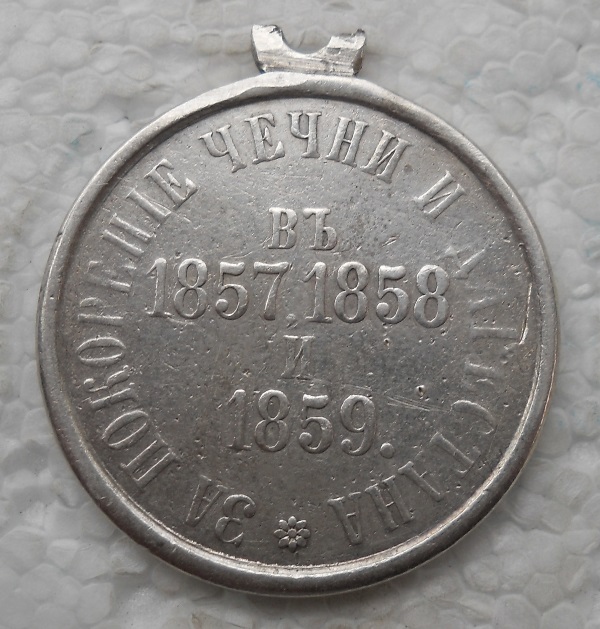 ЗА ПОКОРЕНІЕ ЧЕЧНИ И ДАГЕСТАНА
ВЪ
1857, 1858
И
1859.